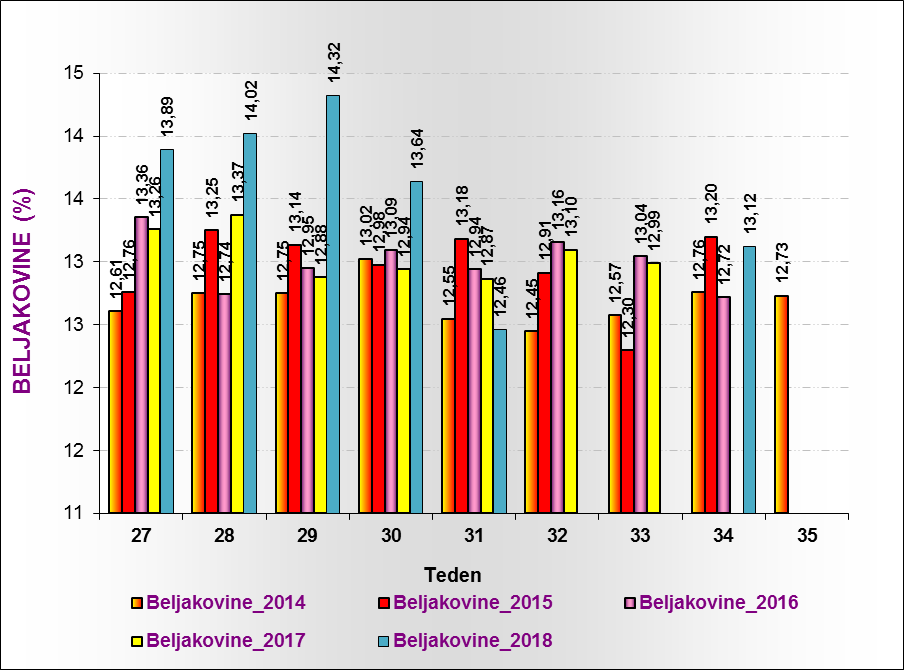 BELJAKOVINE (%)
15
14
14
13
13
12
12
11
12,61 12,76 13,36 13,26 13,89
12,75 13,25 12,74 13,37 14,02
12,75 13,14 12,95 12,88 14,32
13,02 12,98 13,09 12,94 13,64
12,55 13,18 12,94 12,87 12,46
12,45 12,91 13,16 13,10
12,57 12,30 13,04 12,99
12,76 13,20 12,72 13,12
12,73
27 28 29 30 31 32 33 34 35
Teden
Beljakovine_2014 Beljakovine_2015 Beljakovine_2016
Beljakovine_2017 Beljakovine_2018